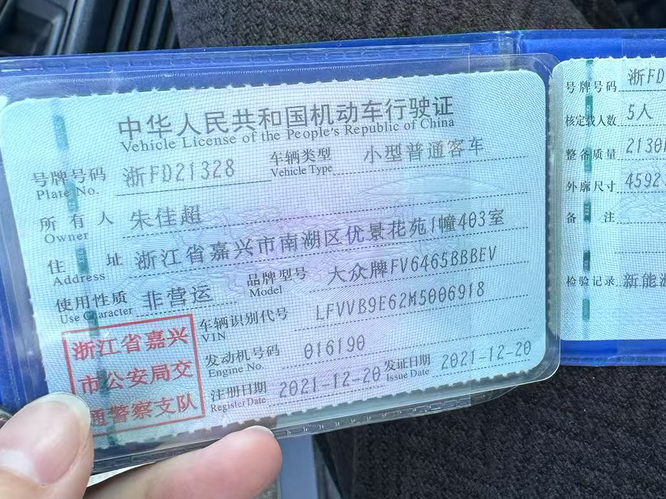 中华人民共和国机动车行驶证
Vehicle License of the People's Republic of China
号牌号码 浙FD21328 车辆类型 小型普通客车
Plate No. Vehicle Type
所有人 朱佳超
Owner
住址 浙江省嘉兴市南湖区优景花苑1幢403室
Address
使用性质 非营运 品牌型号 大众牌FV6465BBBEV
Use Character Model
车辆识别代号 LFVVB9E62M5006918
VIN
发动机号码 016190
Engine No.
注册日期 2021-12-20 发证日期 2021-12-20
Register Date Issue Date
浙江省嘉兴
市公安局交
通警察支队
号牌号码 浙FD
核定载人数 5人
整备质量 2130
外廓尺寸 4592
备注
检验记录 新能源